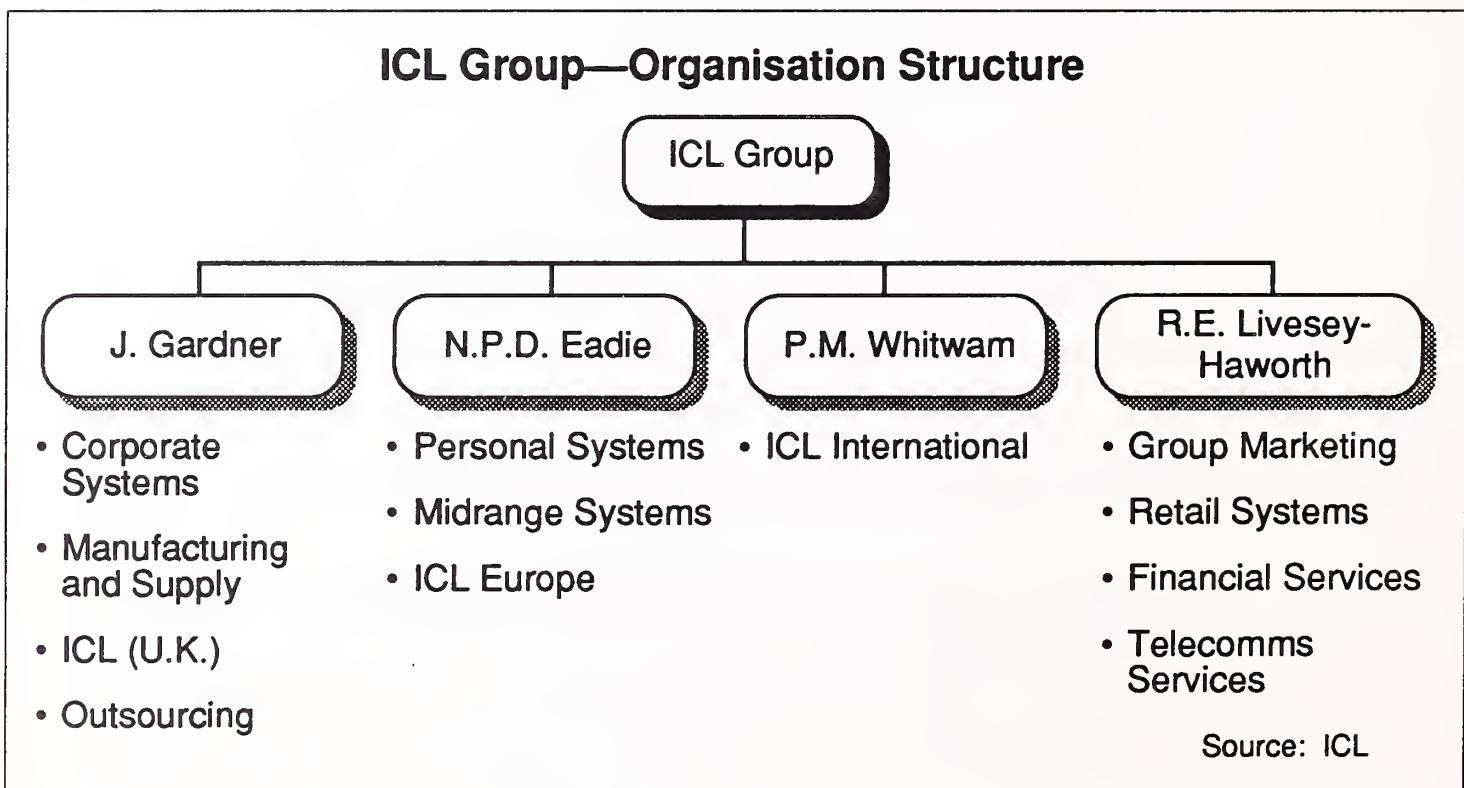 ICL Group—Organisation Structure
ICL Group
J. Gardner
• Corporate
Systems
• Manufacturing
and Supply
• ICL (U.K.)
• Outsourcing
N.P.D. Eadie
• Personal Systems
• Midrange Systems
• ICL Europe
P.M. Whitwam
• ICL International
R.E. Livesey-
Haworth
• Group Marketing
• Retail Systems
• Financial Services
• Telecomms
Services
Source: ICL